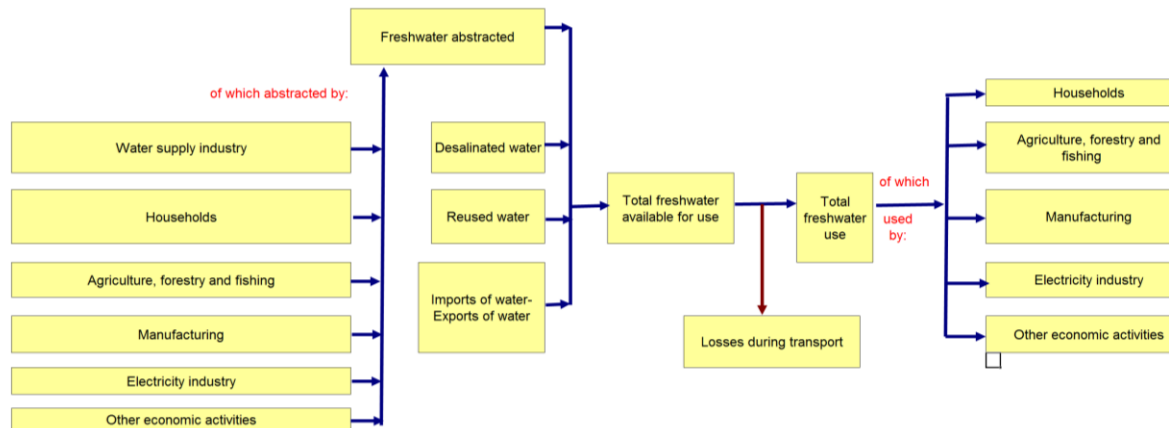 Freshwater abstracted
of which abstracted by:
Water supply industry
Households
Agriculture, forestry and fishing
Manufacturing
Electricity industry
Other economic activities
Desalinated water
Reused water
Imports of water-
Exports of water
Total freshwater
available for use
Losses during transport
Total
freshwater
use
of which
used
by:
Households
Agriculture, forestry and
fishing
Manufacturing
Electricity industry
Other economic activities